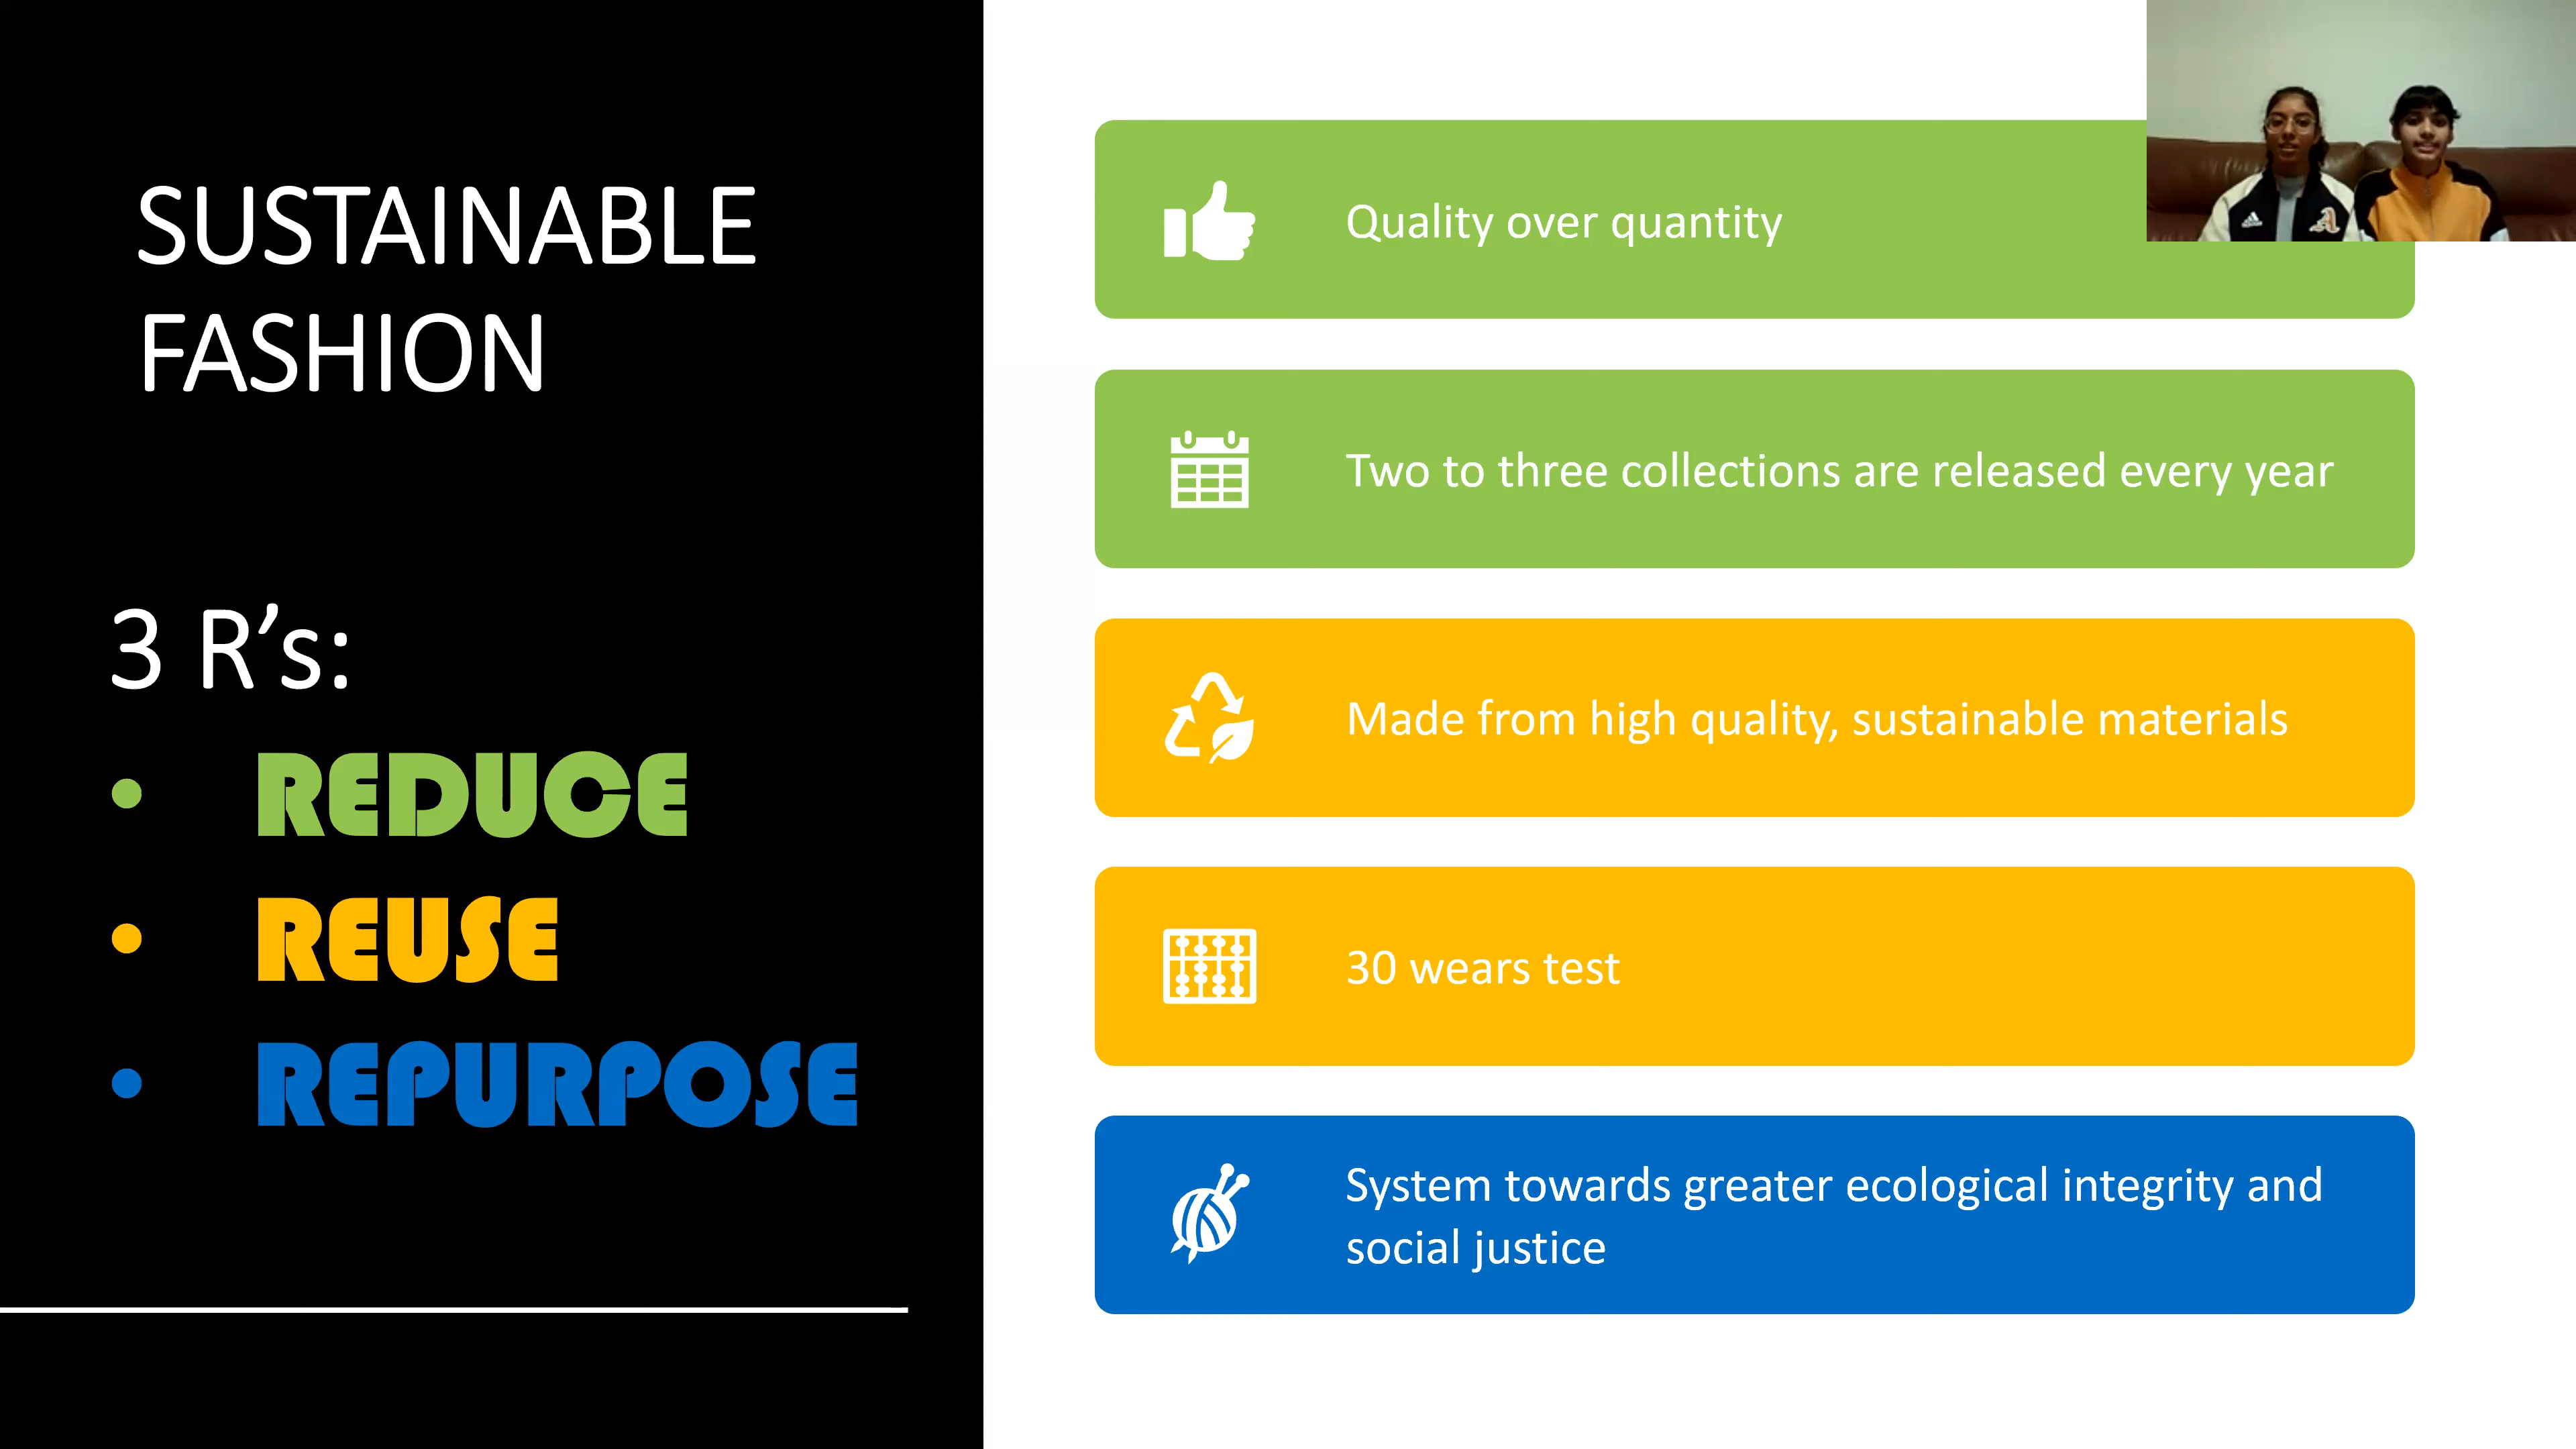 SUSTAINABLE
FASHION
3 R’s:
• REDUCE
• REUSE
• REPURPOSE
Quality over quantity
Two to three collections are released every year
Made from high quality, sustainable materials
30 wears test
System towards greater ecological integrity and
social justice
A